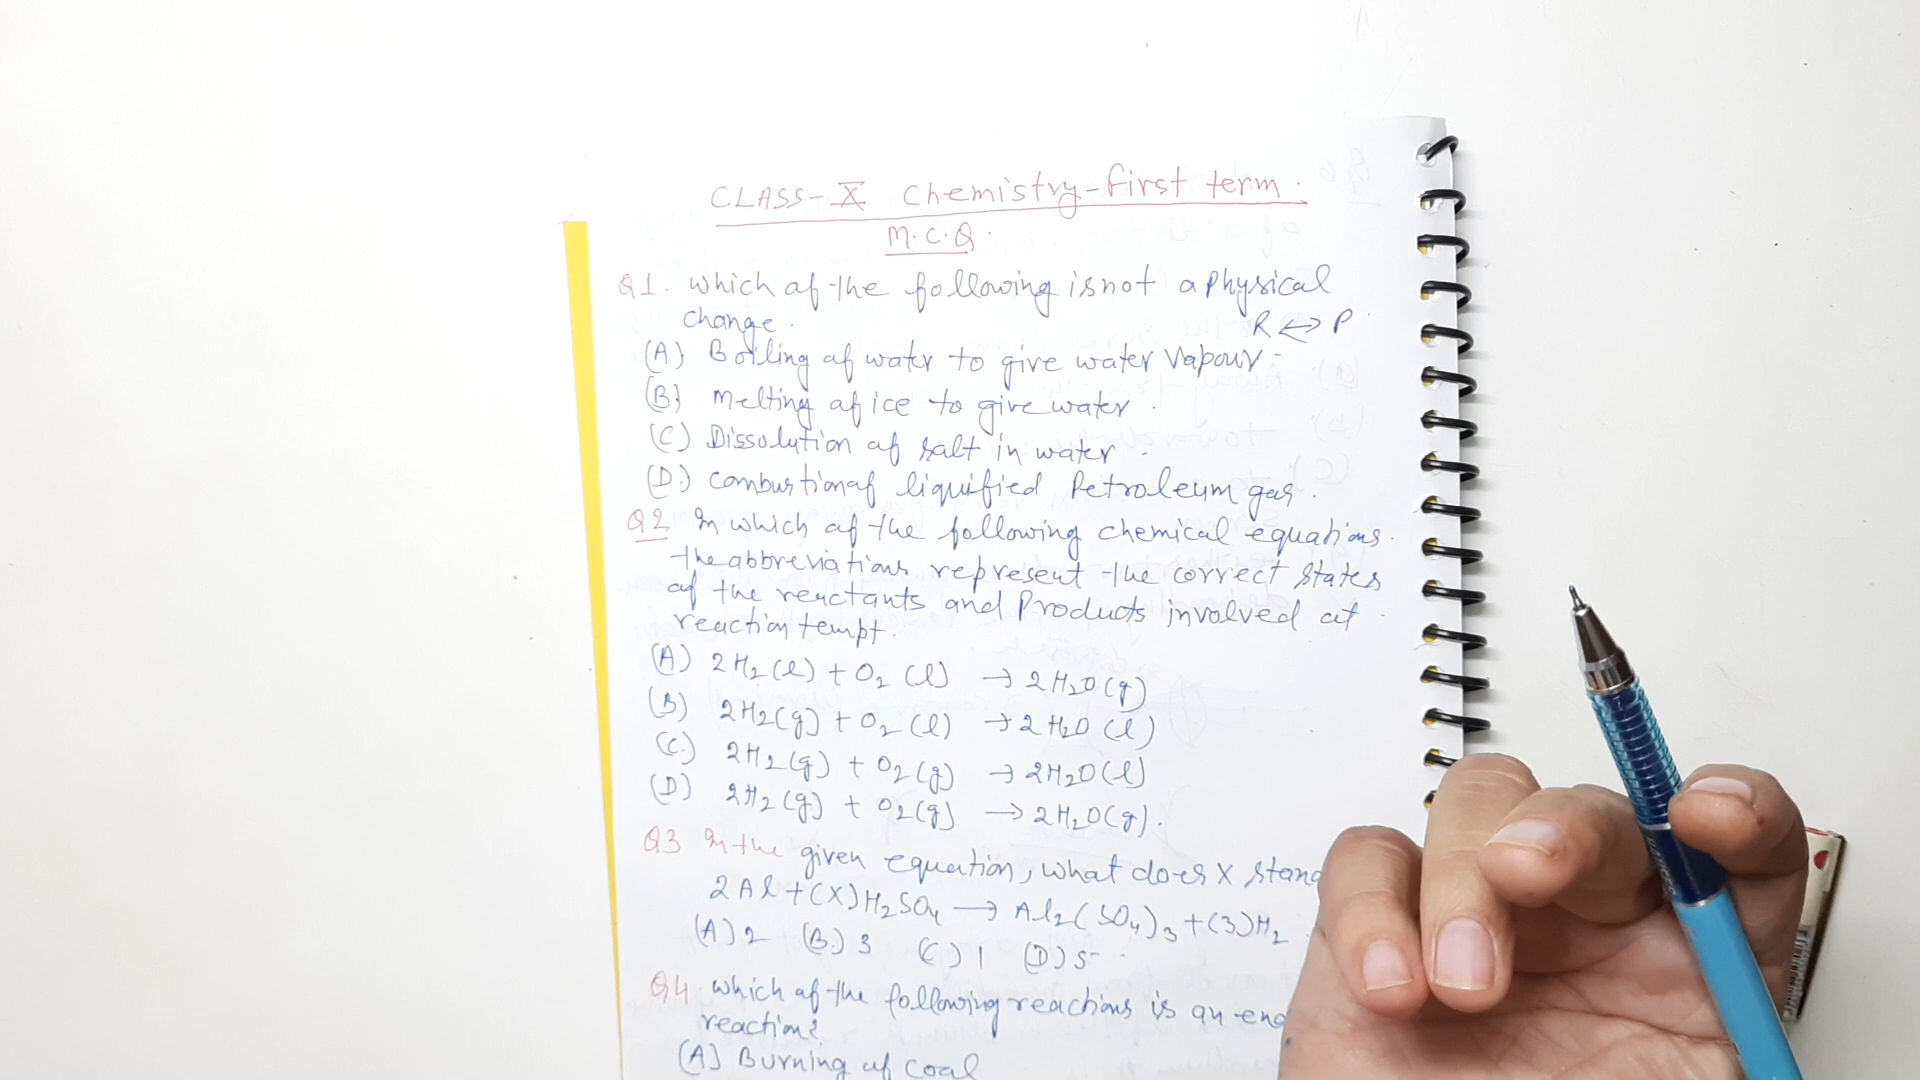 CLASS-X Chemistry-First term.
M.C.Q.
Q1. Which of the following is not a Physical
change.
R ↔ P
(A) Boiling of water to give water Vapour -
(B) Melting of ice to give water.
(C) Dissolution of salt in water.
(D) Combustion of liquified Petroleum gas.
Q2 In which of the following chemical equations.
the abbreviations represent the correct States
of the reactants and Products involved at
reaction tempt.
(A) 2H₂(l) + O₂ (l) → 2H₂O(g)
(B) 2H₂(g) + O₂ (l) → 2H₂O (l)
(C) 2H₂(g) + O₂(g) → 2H₂O(l)
(D) 2H₂(g) + O₂(g) → 2H₂O(g).
Q3 In the given equation, what does X stand
2Al + (X)H₂SO₄ → Al₂(SO₄)₃ + (3)H₂.
(A) 2 (B.) 3 (C) 1 (D) 5 -
Q4. Which of the following reactions is an
reaction?
(A) Burning of Coal